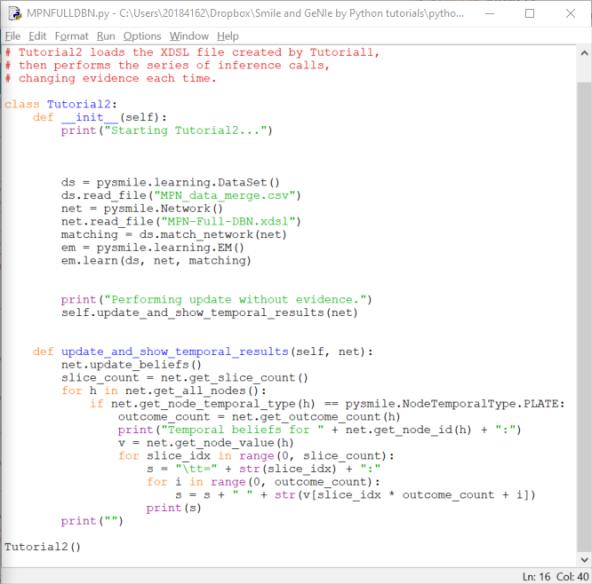 MPNFULLDBN.py - C:\Users\20184162\Dropbox\Smile and GeNIe by Python tutorials\pytho...
File Edit Format Run Options Window Help
# Tutorial2 loads the XDSL file created by Tutorial1,
# then performs the series of inference calls,
# changing evidence each time.
class Tutorial2:
    def __init__(self):
        print("Starting Tutorial2...")
        ds = pysmile.learning.DataSet()
        ds.read_file("MPN_data_merge.csv")
        net = pysmile.Network()
        net.read_file("MPN-Full-DBN.xdsl")
        matching = ds.match_network(net)
        em = pysmile.learning.EM()
        em.learn(ds, net, matching)
        print("Performing update without evidence.")
        self.update_and_show_temporal_results(net)
    def update_and_show_temporal_results(self, net):
        net.update_beliefs()
        slice_count = net.get_slice_count()
        for h in net.get_all_nodes():
            if net.get_node_temporal_type(h) == pysmile.NodeTemporalType.PLATE:
                outcome_count = net.get_outcome_count(h)
                print("Temporal beliefs for " + net.get_node_id(h) + ":")
                v = net.get_node_value(h)
                for slice_idx in range(0, slice_count):
                    s = "\tt=" + str(slice_idx) + ":"
                    for i in range(0, outcome_count):
                        s = s + " " + str(v[slice_idx * outcome_count + i])
                    print(s)
        print("")
Tutorial2()
Ln: 16 Col: 40